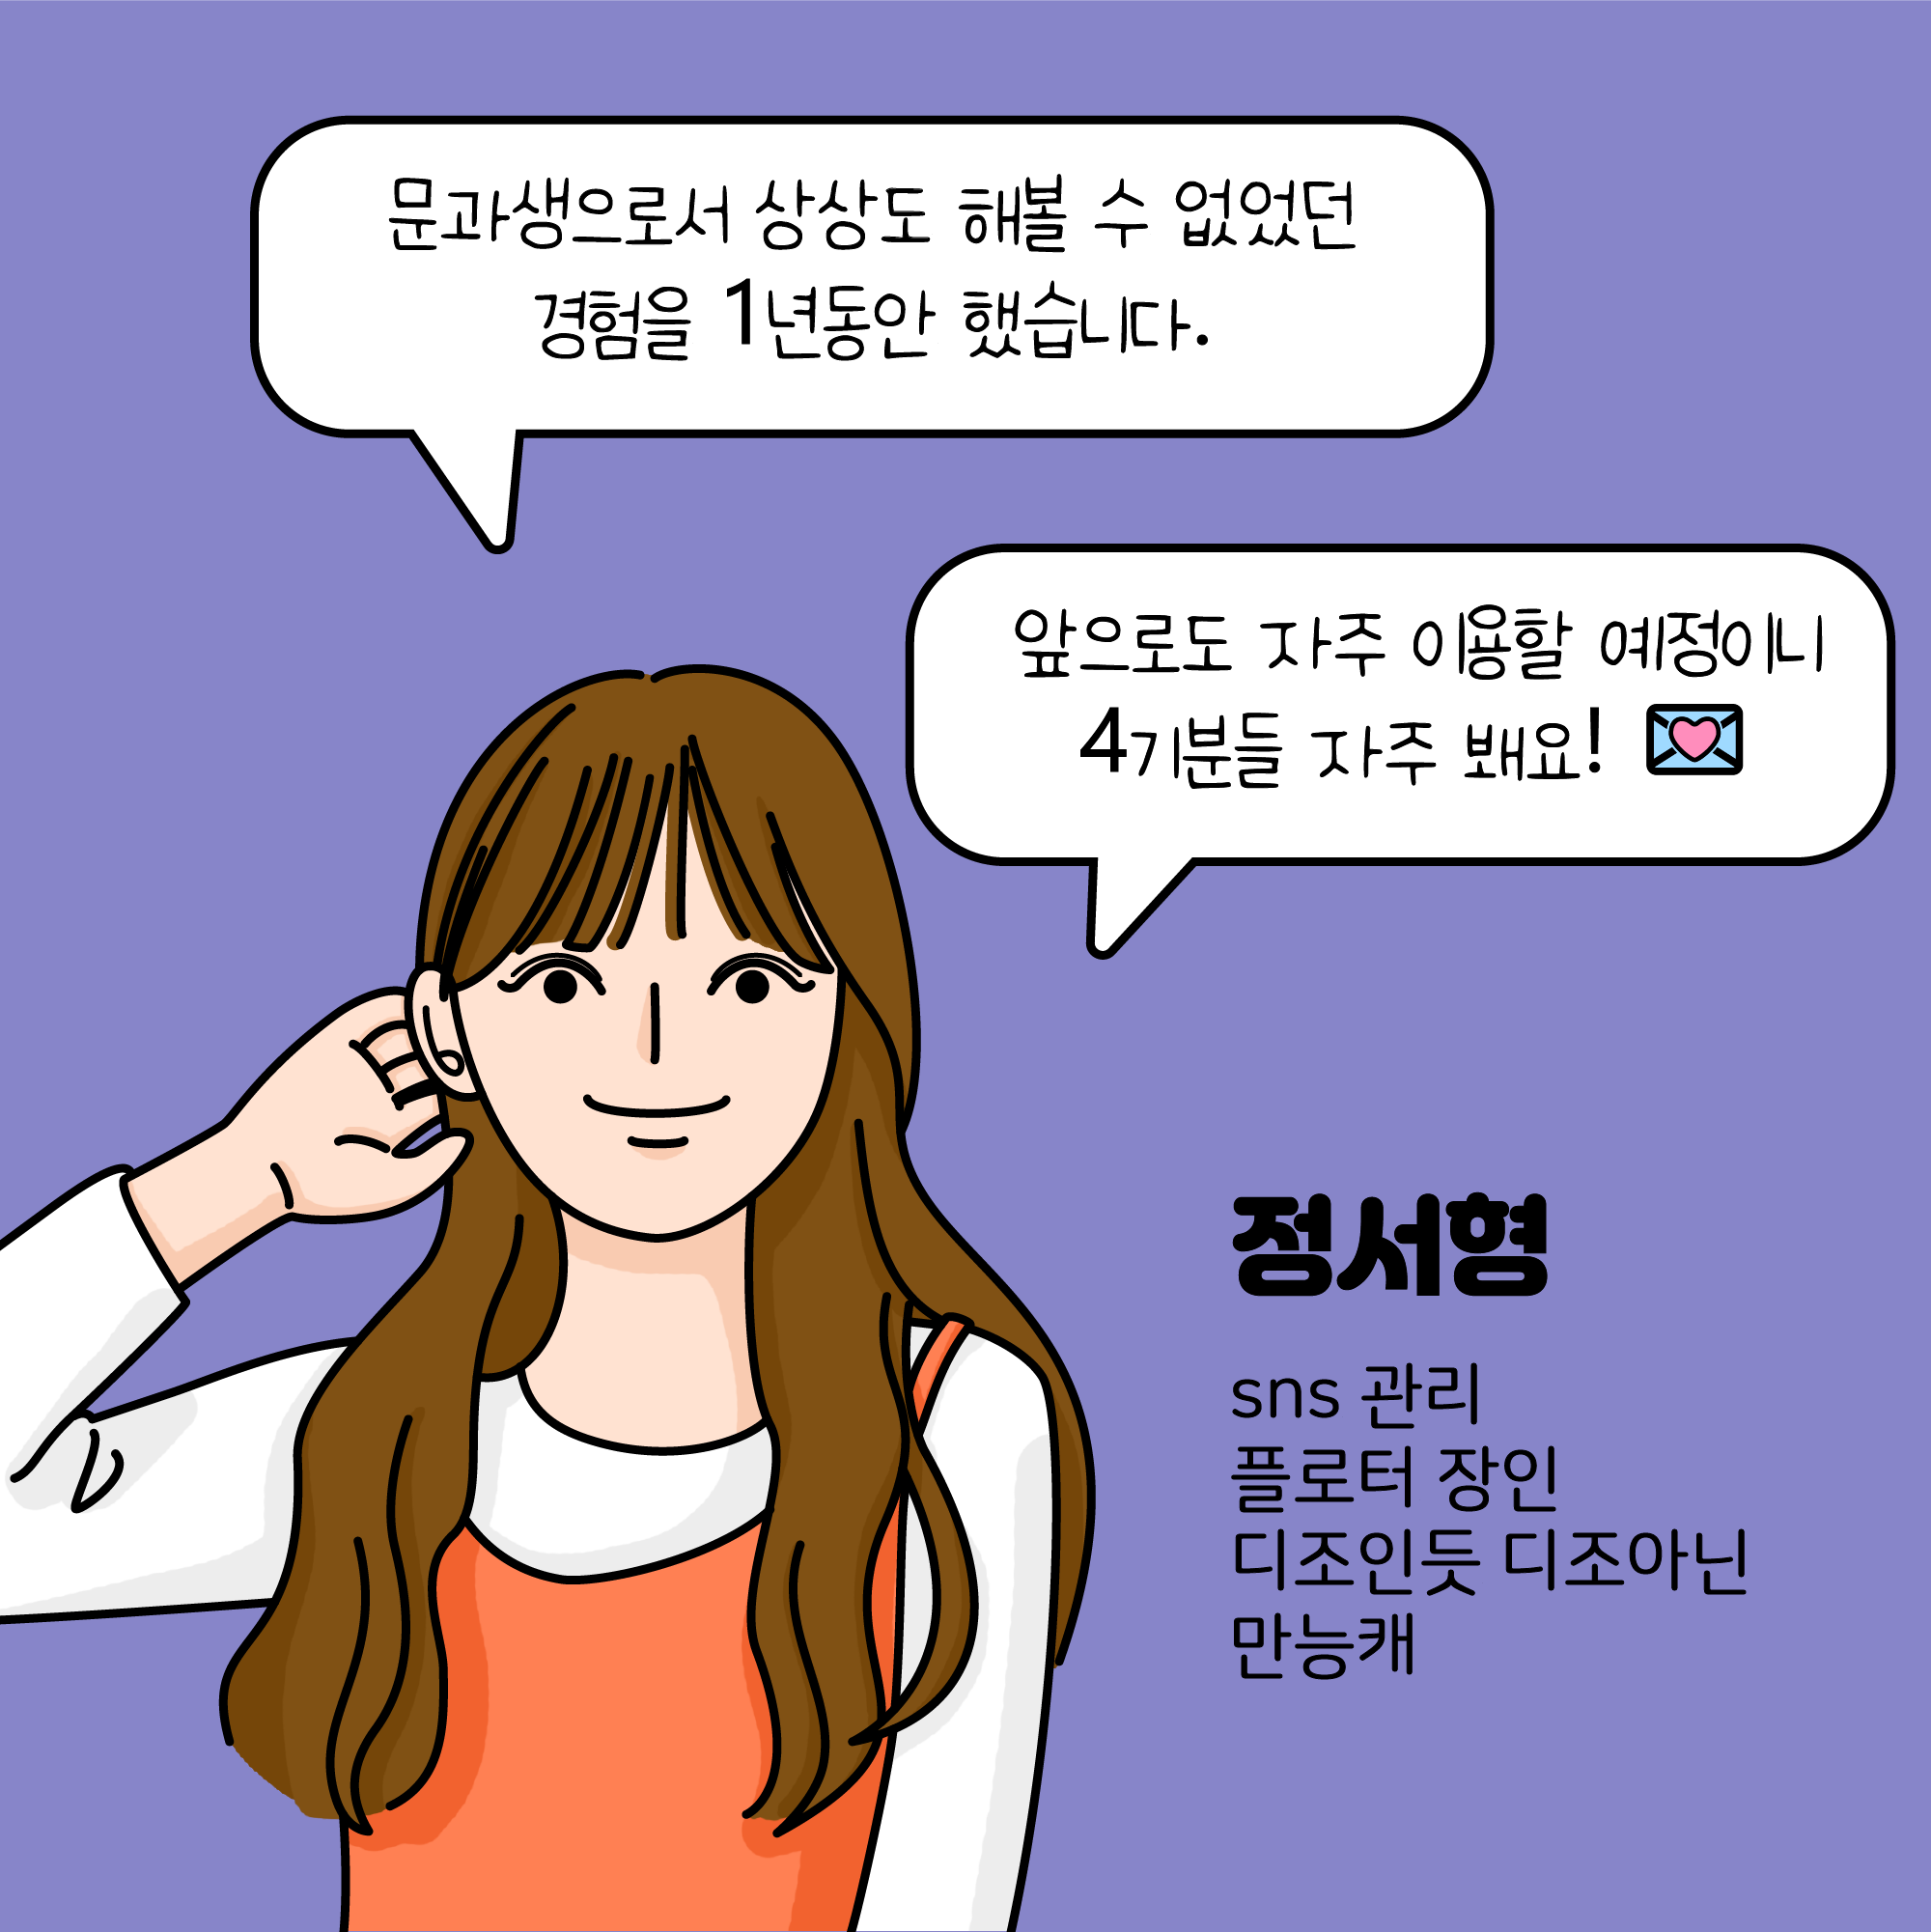 문과생으로서 상상도 해볼 수 없었던
경험을 1년동안 했습니다.
앞으로도 자주 이용할 예정이니
4기분들 자주 봬요!
정서형
sns 관리
플로터 장인
디조인듯 디조아닌
만능캐